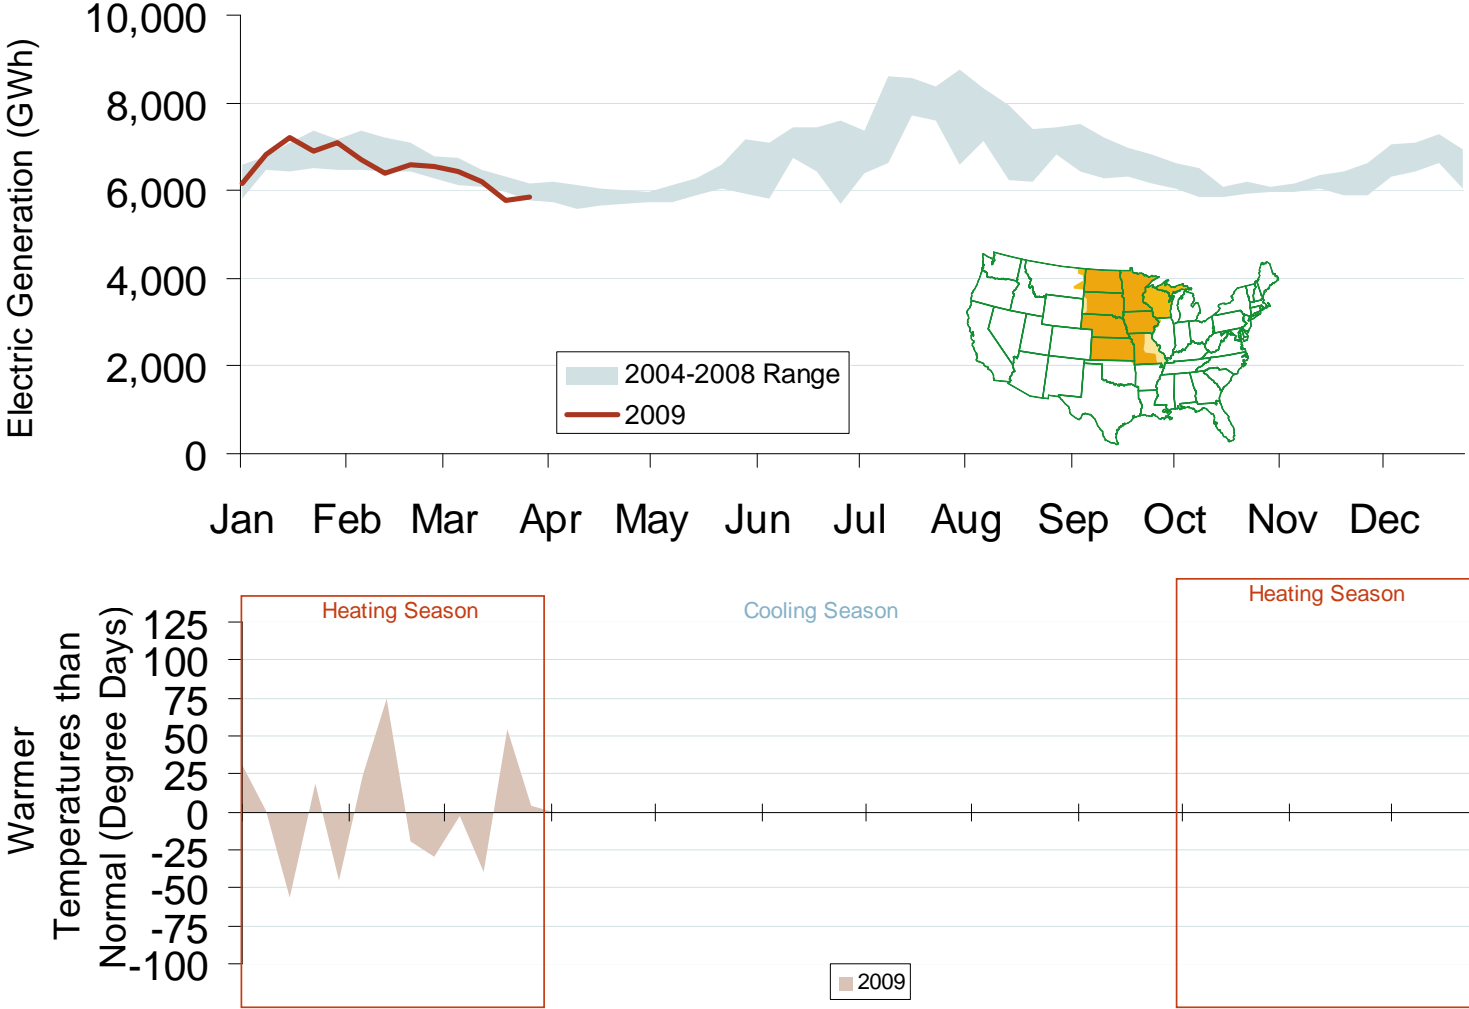 Electric Generation (GWh)
10,000
8,000
6,000
4,000
2,000
0
2004-2008 Range
2009
Jan Feb Mar Apr May Jun Jul Aug Sep Oct Nov Dec
Warmer
Temperatures than
Normal (Degree Days)
125
100
75
50
25
0
-25
-50
-75
-100
Heating Season
Cooling Season
Heating Season
2009